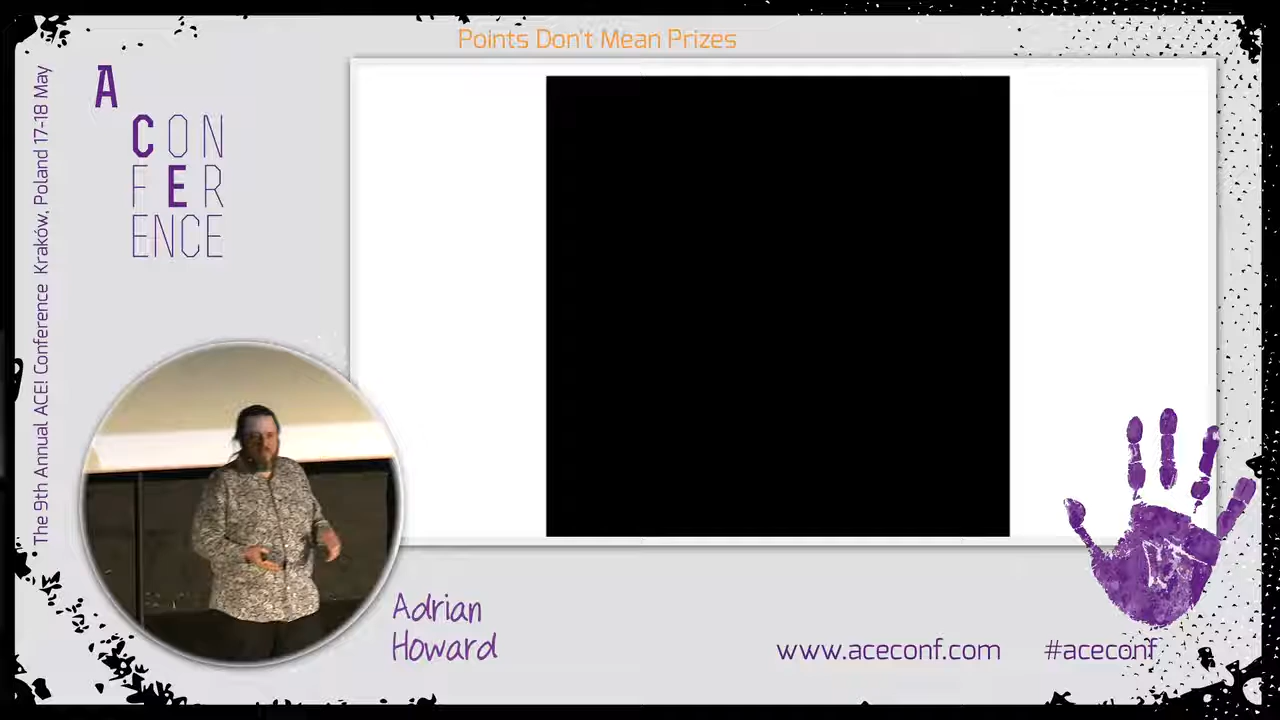 Points Don't Mean Prizes
The 9th Annual ACE! Conference Kraków, Poland 17-18 May
A
CON
FER
ENCE
Adrian
Howard
www.aceconf.com
#aceconf